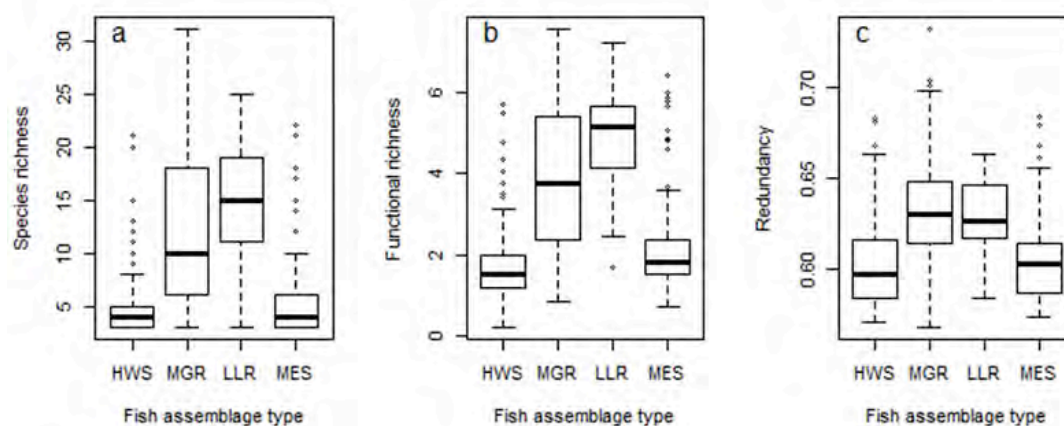 a
Species richness
30
25
20
15
10
5
HWS MGR LLR MES
Fish assemblage type
b
Functional richness
6
4
2
0
HWS MGR LLR MES
Fish assemblage type
c
Redundancy
0.70
0.65
0.60
HWS MGR LLR MES
Fish assemblage type